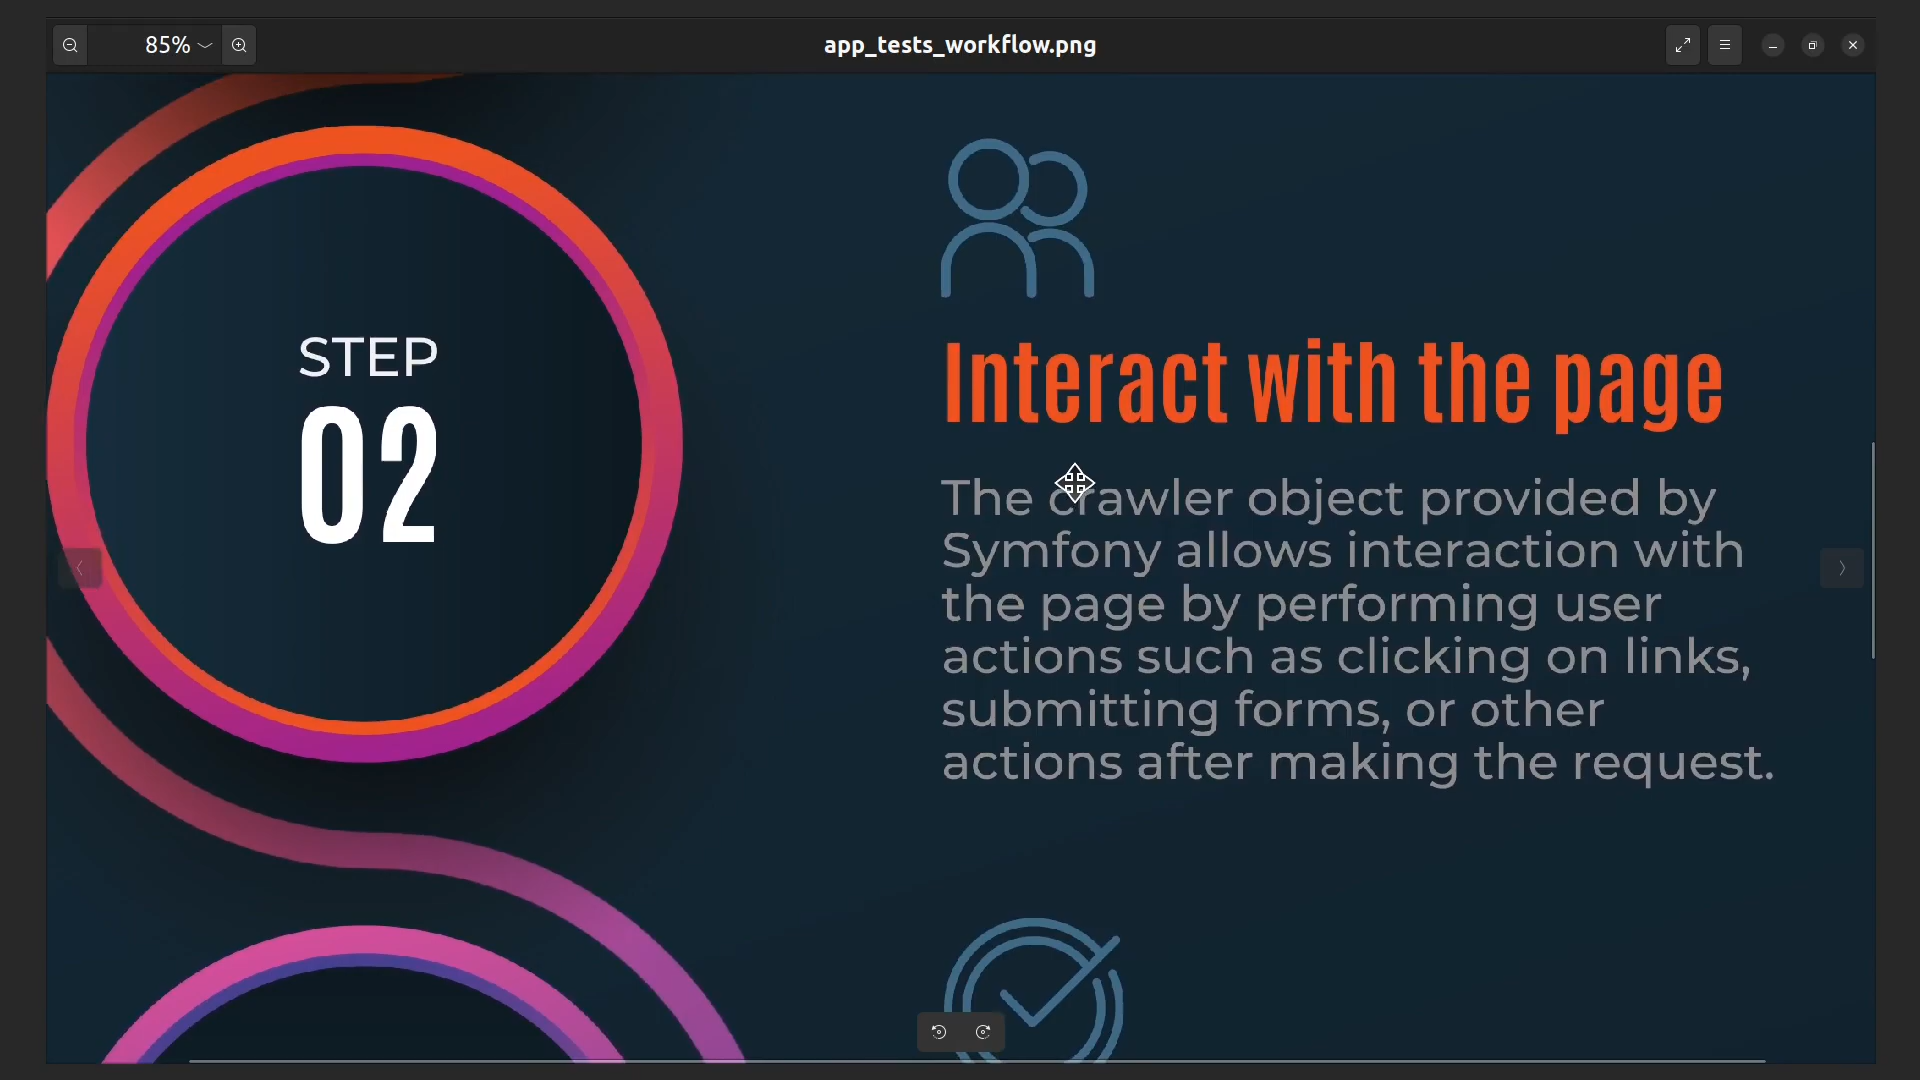 85%
app_tests_workflow.png
STEP
02
Interact with the page
The crawler object provided by
Symfony allows interaction with
the page by performing user
actions such as clicking on links,
submitting forms, or other
actions after making the request.